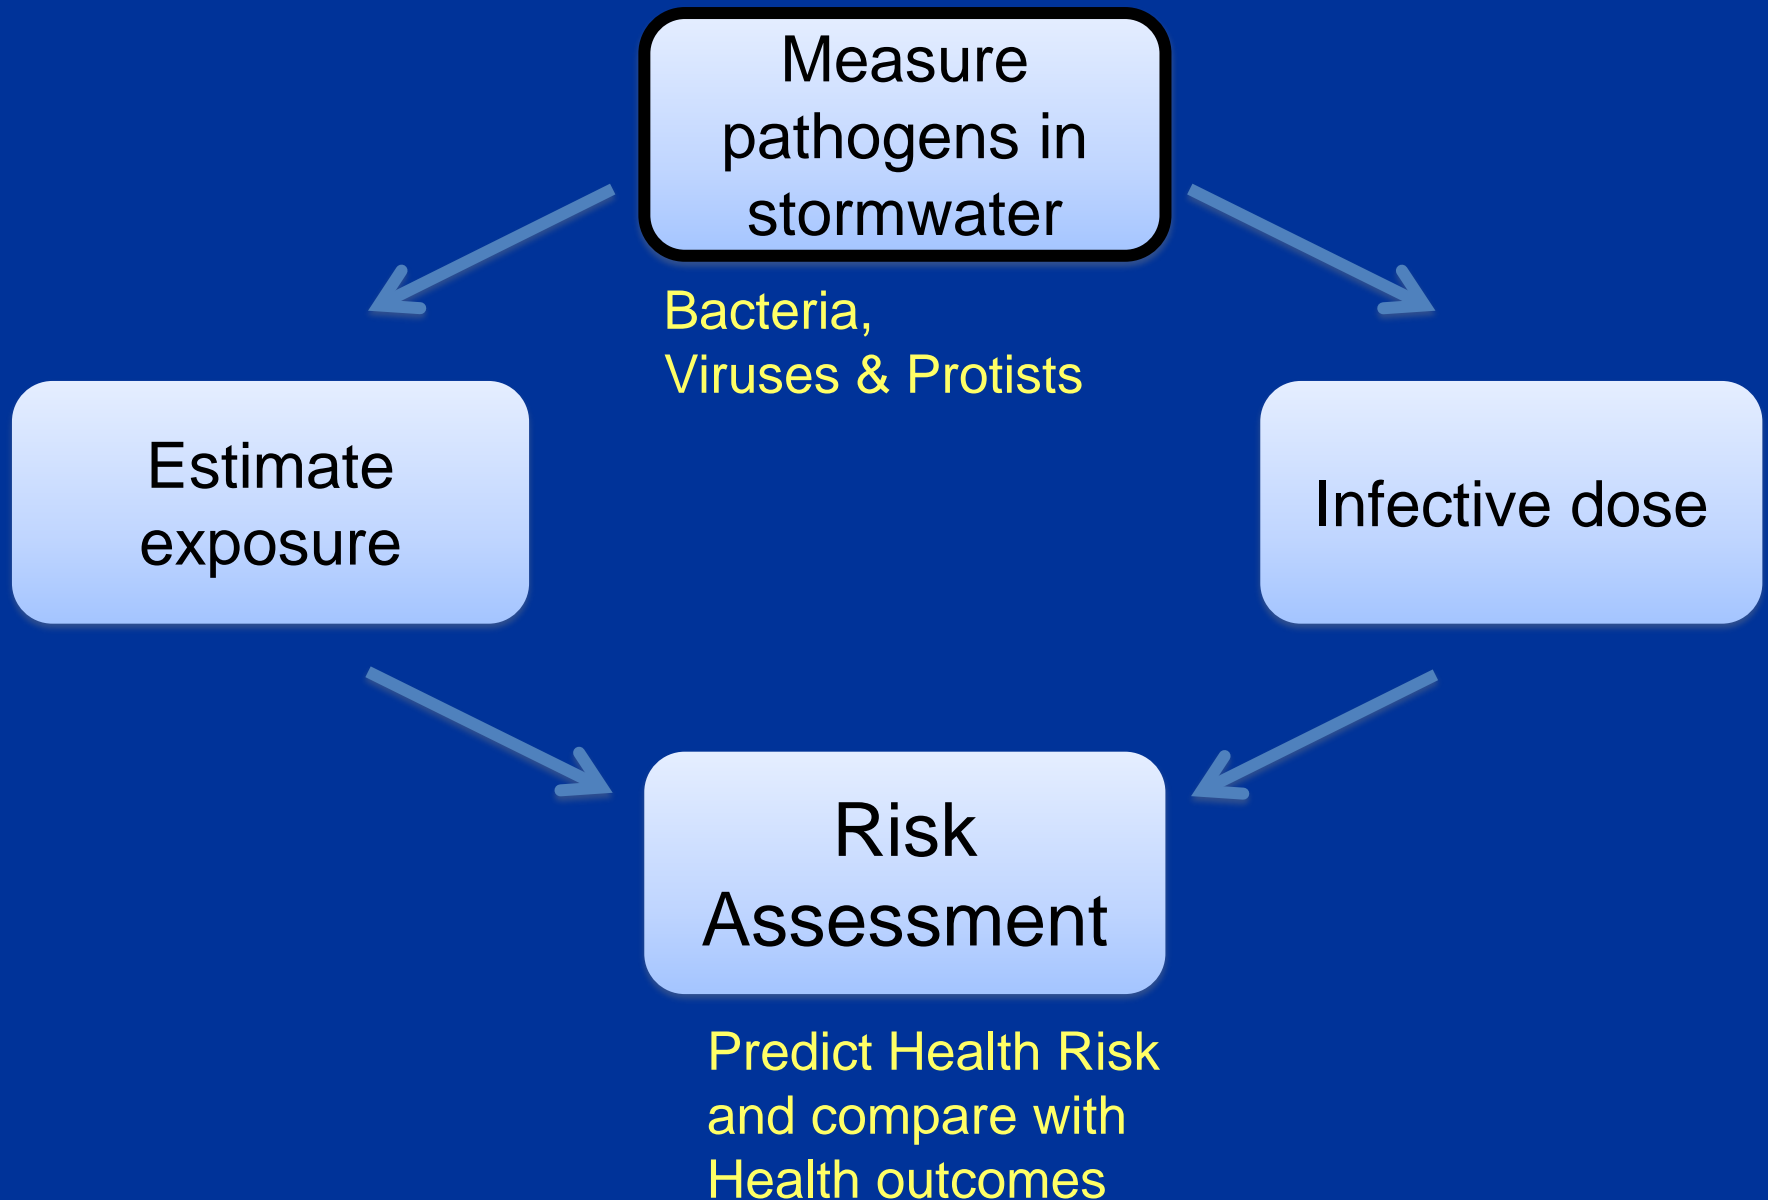 Measure
pathogens in
stormwater
Bacteria,
Viruses & Protists
Estimate
exposure
Infective dose
Risk
Assessment
Predict Health Risk
and compare with
Health outcomes